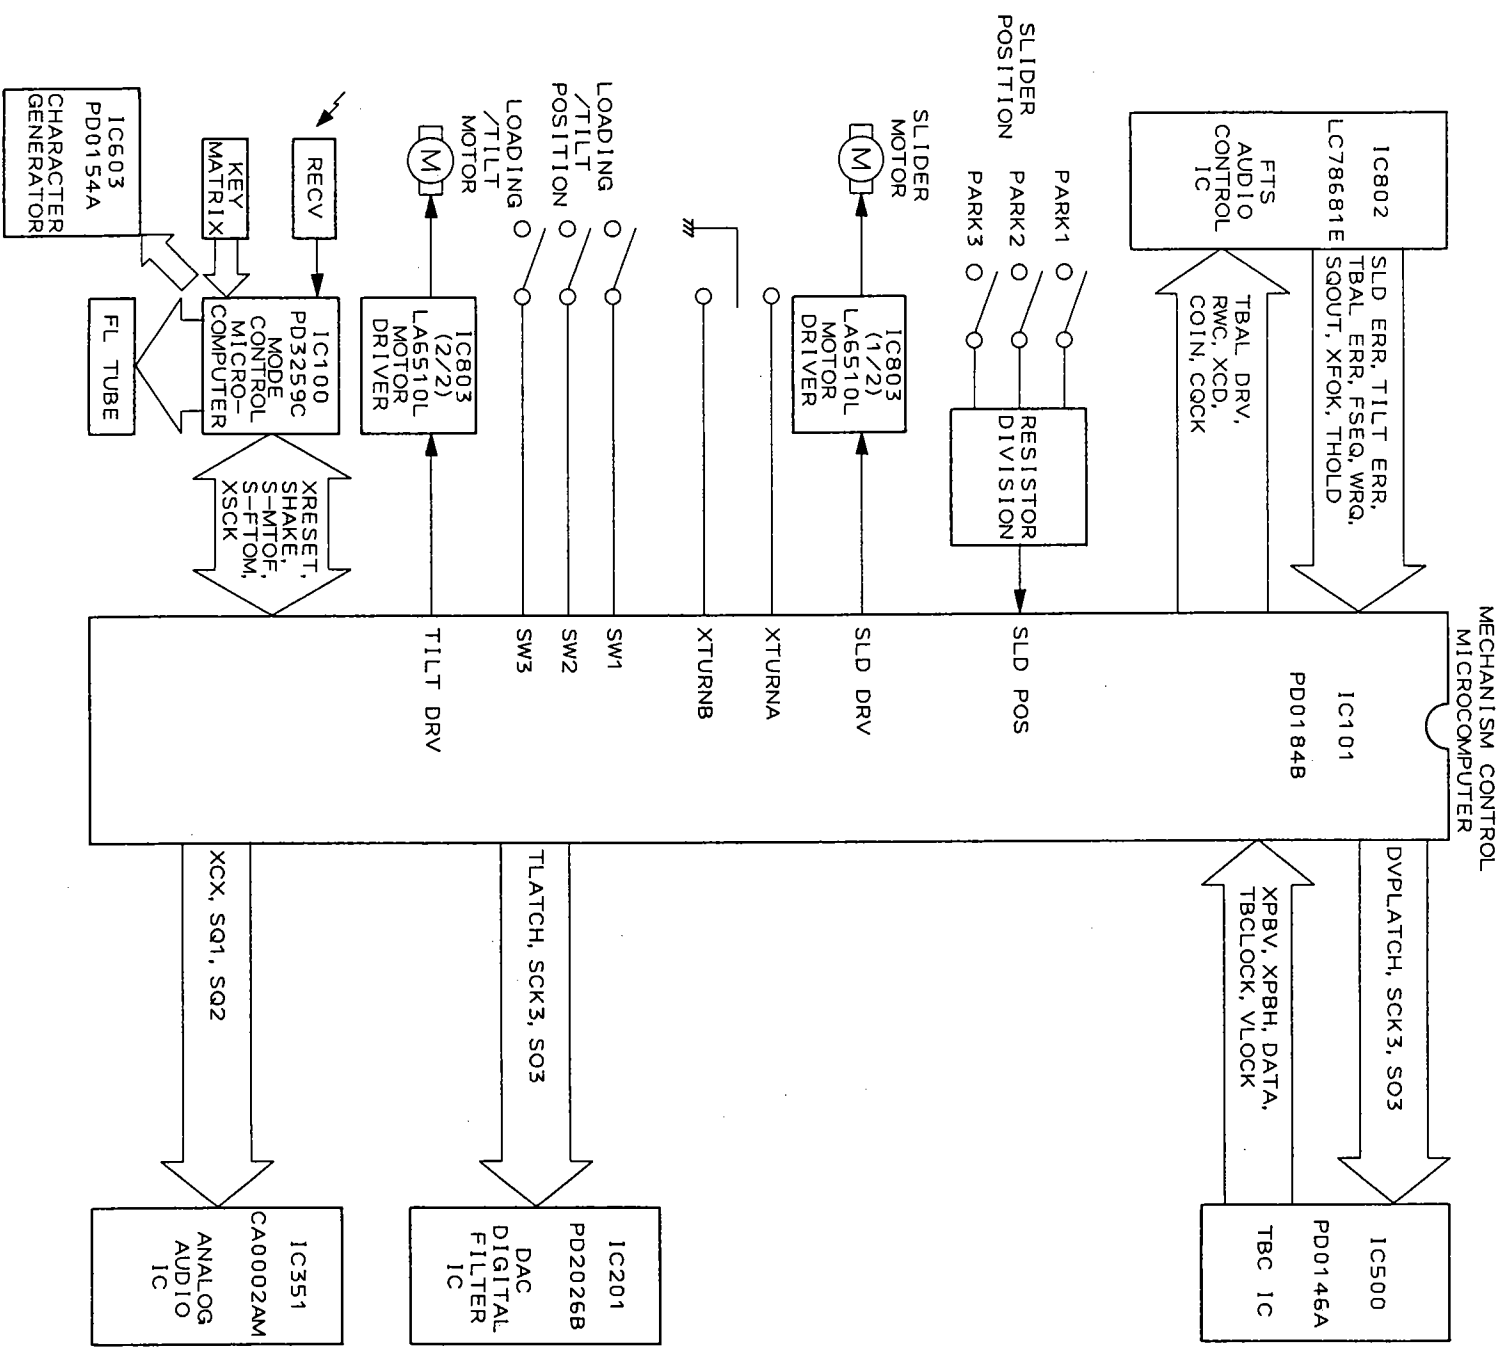 MECHANISM CONTROL
MICROCOMPUTER
IC101
PD0184B
IC802
LC78681E
FTS
AUDIO
CONTROL
IC
SLD ERR, TILT ERR,
TBAL ERR, FSEQ, WRQ,
SQOUT, XFOK, THOLD
TBAL DRV,
RWC, XCD,
COIN, CQCK
SLIDER
POSITION
PARK1
PARK2
PARK3
RESISTOR
DIVISION
SLD POS
SLIDER
MOTOR
M
IC803
(1/2)
LA6510L
MOTOR
DRIVER
SLD DRV
XTURNA
XTURNB
LOADING
/TILT
POSITION
SW1
SW2
SW3
LOADING
/TILT
MOTOR
M
IC803
(2/2)
LA6510L
MOTOR
DRIVER
TILT DRV
RECV
KEY
MATRIX
IC100
PD3259C
MODE
CONTROL
MICRO-
COMPUTER
XRESET,
SHAKE,
S-MTOF,
S-FTOM,
XSCK
IC603
PD0154A
CHARACTER
GENERATOR
FL TUBE
DVPLATCH, SCK3, SO3
XPBV, XPBH, DATA,
TBCLOCK, VLOCK
IC500
PD0146A
TBC IC
TLATCH, SCK3, SO3
IC201
PD2026B
DAC
DIGITAL
FILTER
IC
XCX, SQ1, SQ2
IC351
CA0002AM
ANALOG
AUDIO
IC